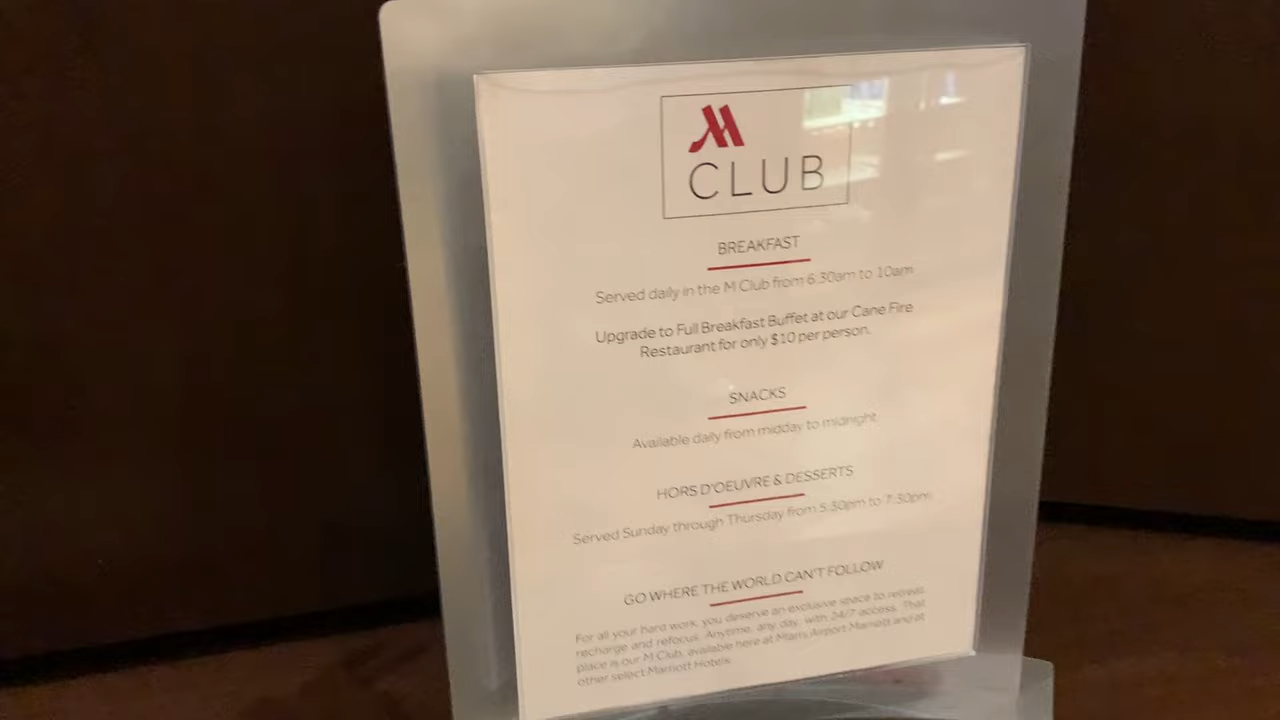 M
CLUB
BREAKFAST
Served daily in the M Club from 6:30am to 10am
Upgrade to Full Breakfast Buffet at our Cane Fire
Restaurant for only $10 per person.
SNACKS
Available daily from midday to midnight
HORS D'OEUVRE & DESSERTS
Served Sunday through Thursday from 5:30pm to 7:30pm
GO WHERE THE WORLD CAN'T FOLLOW
For all your hard work, you deserve an exclusive space to retreat,
recharge and refocus. Anytime, any day, with 24/7 access. That
place is our M Club, available here at Miami Airport Marriott and at
other select Marriott Hotels.